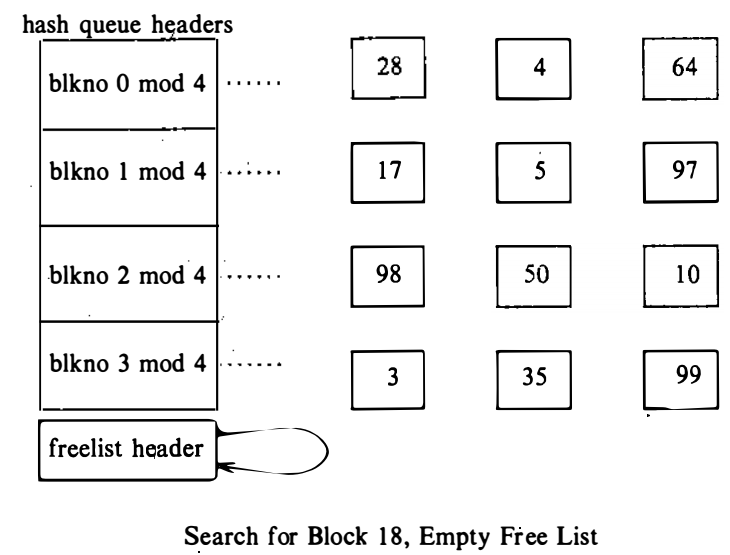 hash queue headers
blkno 0 mod 4 ...... 28 4 64
blkno 1 mod 4 ...... 17 5 97
blkno 2 mod 4 ...... 98 50 10
blkno 3 mod 4 ...... 3 35 99
freelist header
Search for Block 18, Empty Free List